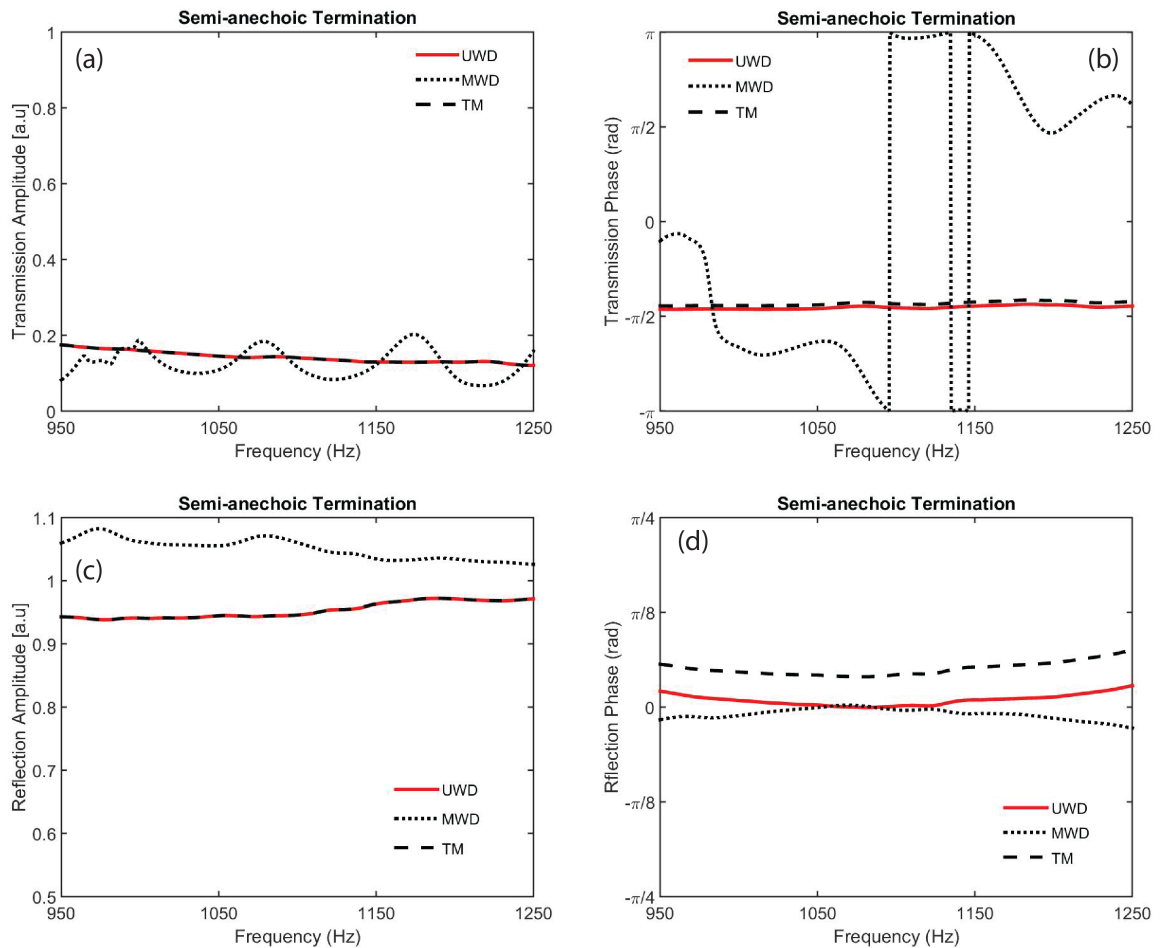 Semi-anechoic Termination
(a)
UWD
MWD
TM
Transmission Amplitude [a.u]
1
0.8
0.6
0.4
0.2
0
950
1050
1150
1250
Frequency (Hz)
Semi-anechoic Termination
(b)
UWD
MWD
TM
Transmission Phase (rad)
π
π/2
0
-π/2
-π
950
1050
1150
1250
Frequency (Hz)
Semi-anechoic Termination
(c)
UWD
MWD
TM
Reflection Amplitude [a.u]
1.1
1
0.9
0.8
0.7
0.6
0.5
950
1050
1150
1250
Frequency (Hz)
Semi-anechoic Termination
(d)
UWD
MWD
TM
Rflection Phase (rad)
π/4
π/8
0
-π/8
-π/4
950
1050
1150
1250
Frequency (Hz)